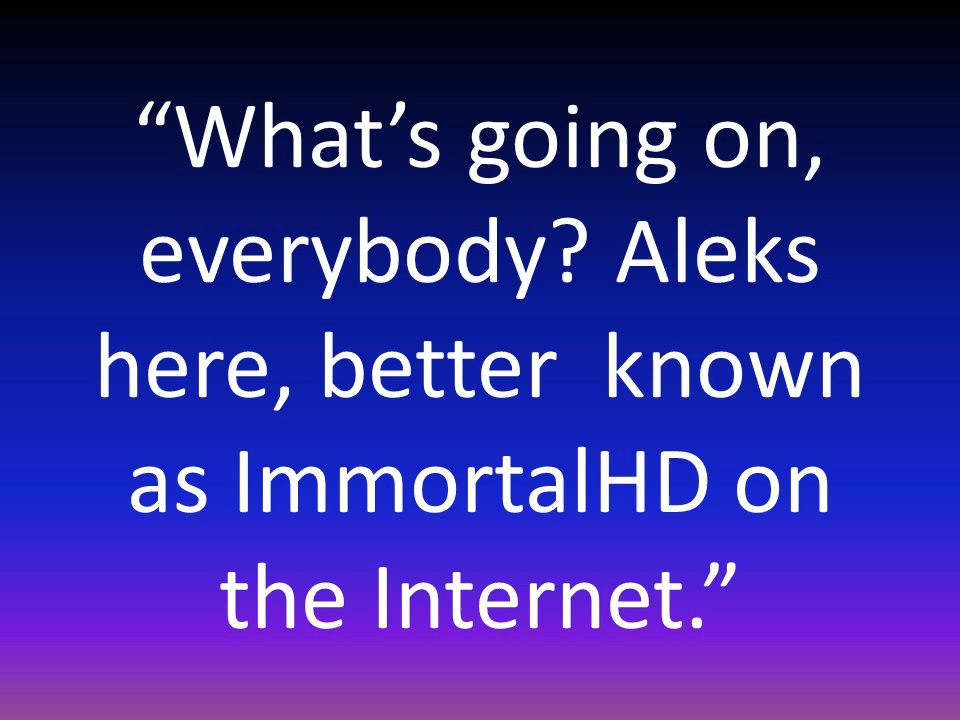 “What’s going on,
everybody? Aleks
here, better  known
as ImmortalHD on
the Internet.”